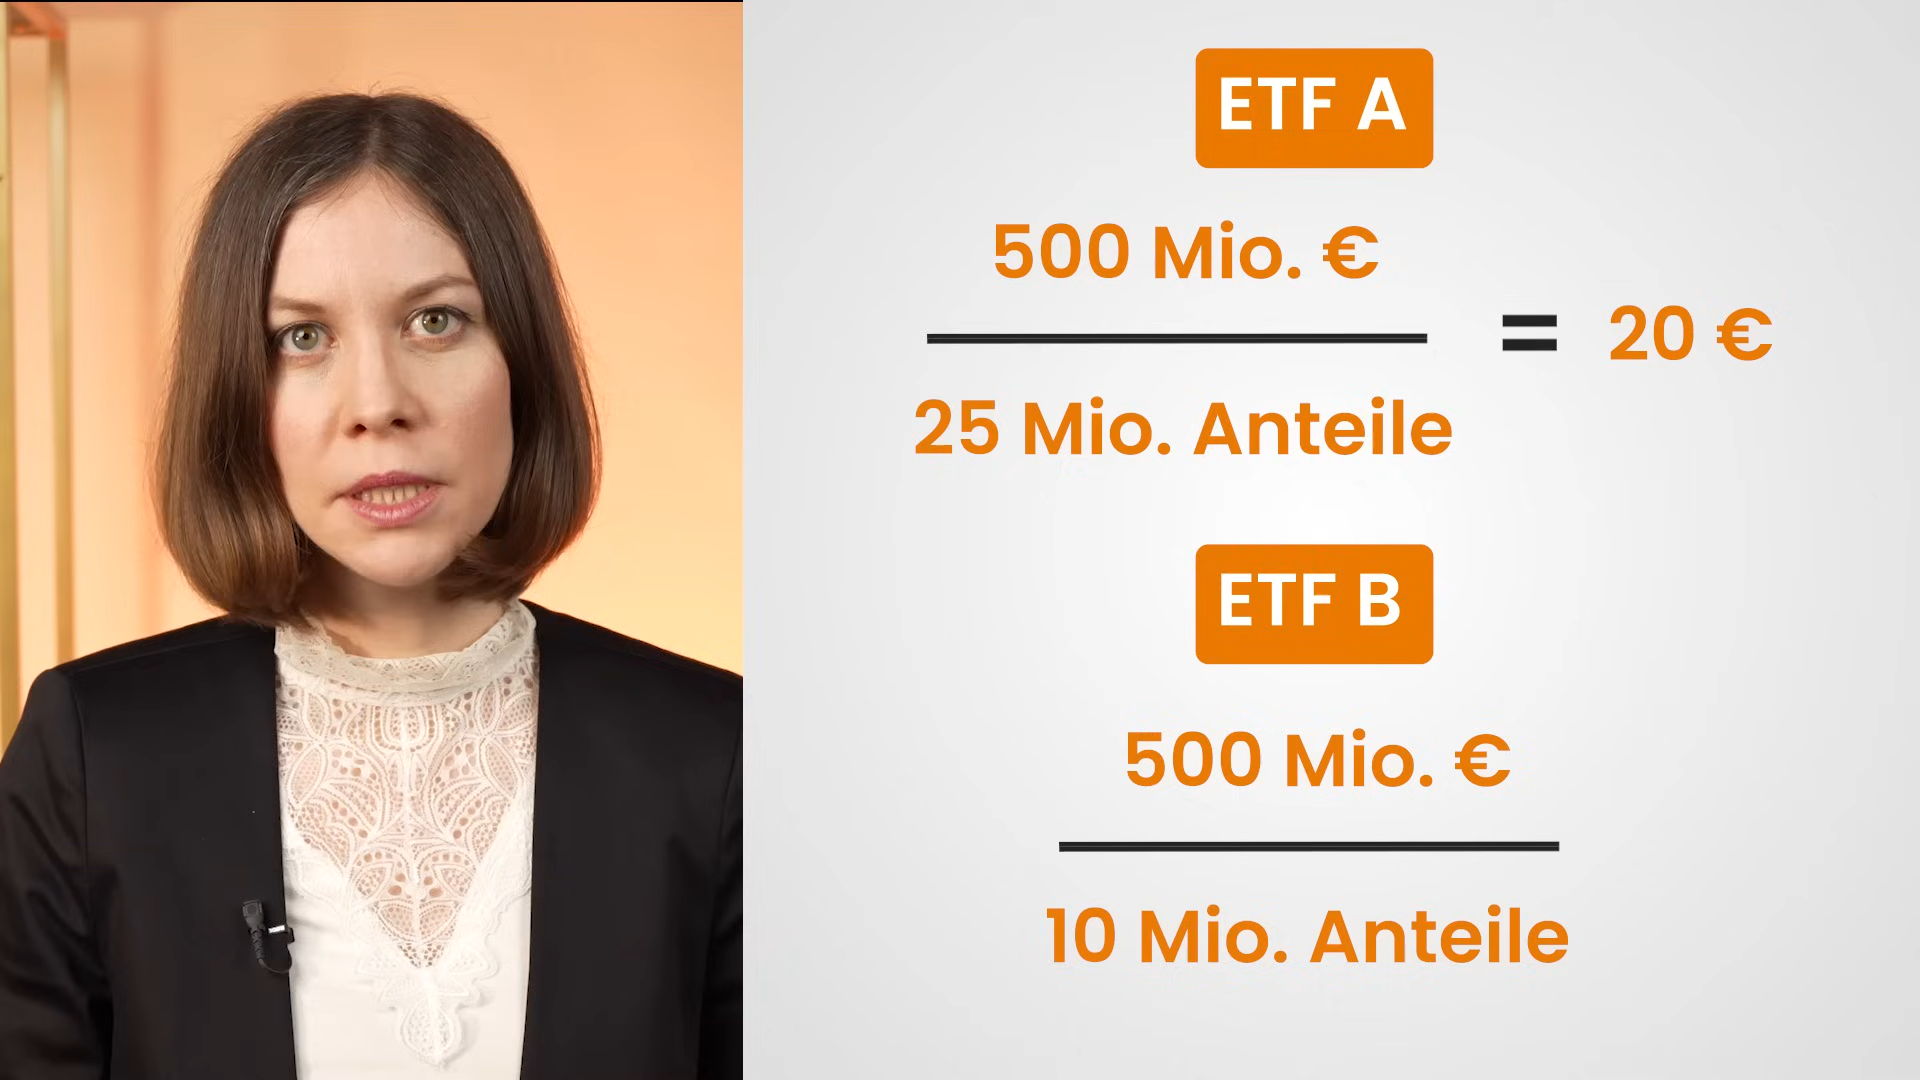 ETF A
500 Mio. €
= 20 €
25 Mio. Anteile
ETF B
500 Mio. €
10 Mio. Anteile